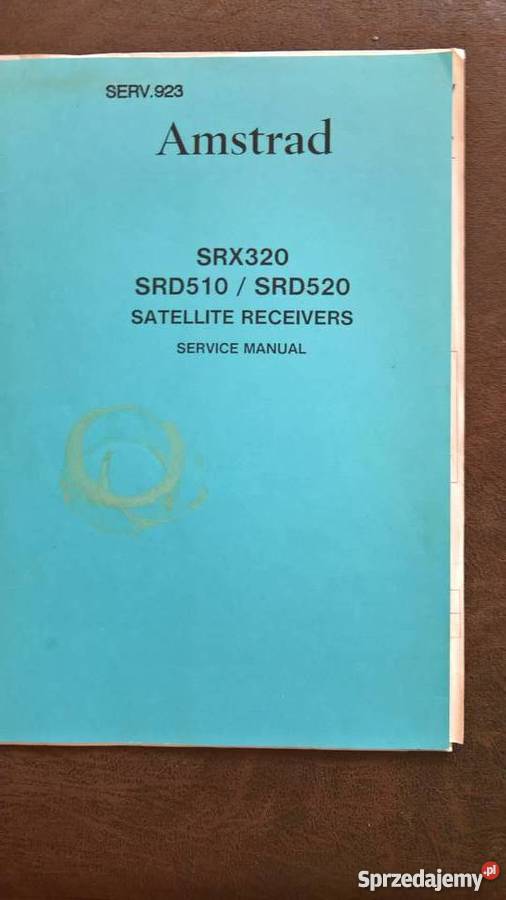 SERV.923
Amstrad
SRX320
SRD510 / SRD520
SATELLITE RECEIVERS
SERVICE MANUAL
Sprzedajemy.pl